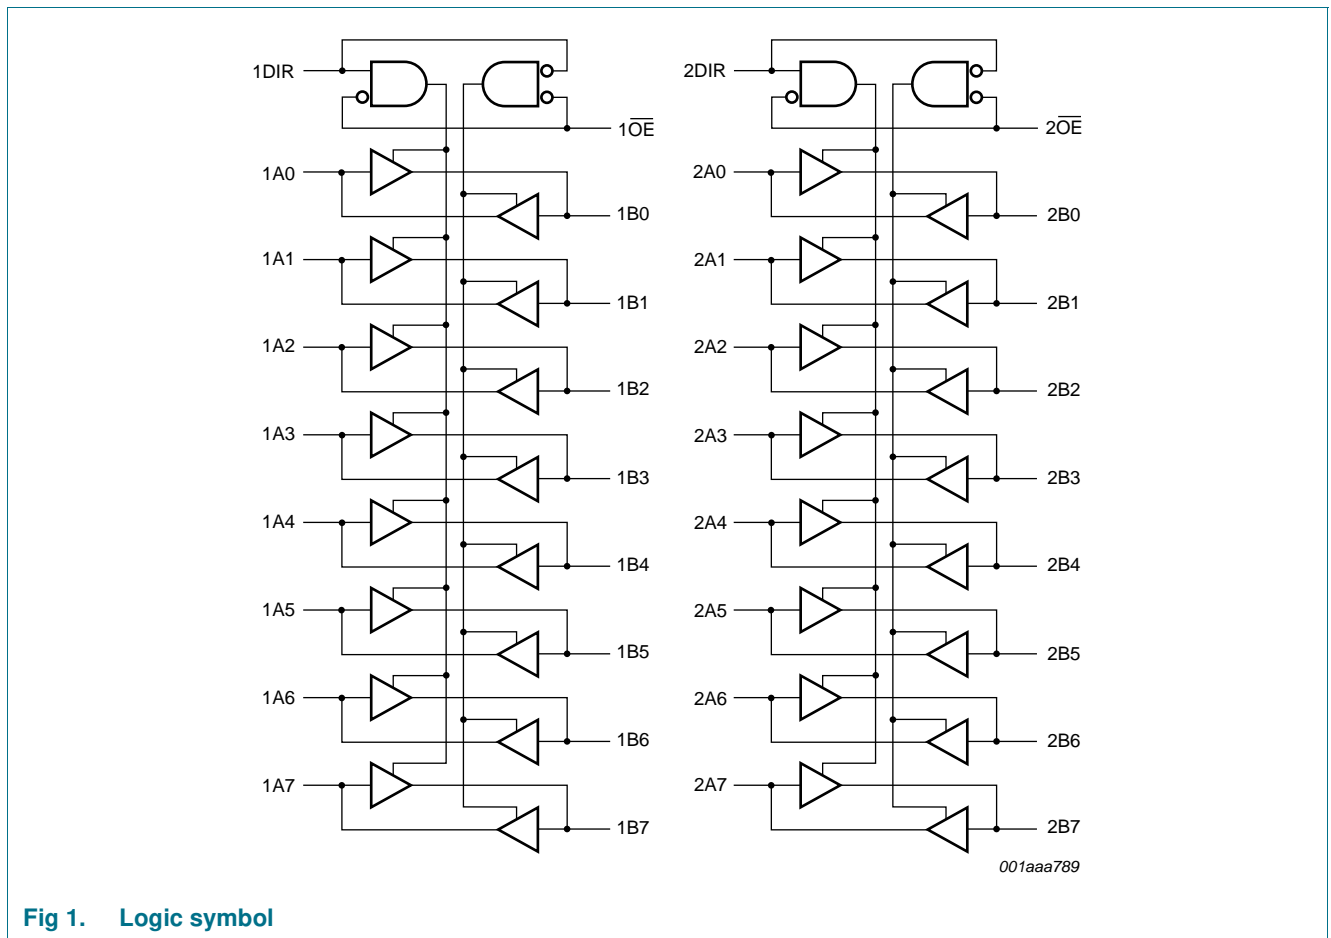 1DIR
1O̅E̅
1A0
1B0
1A1
1B1
1A2
1B2
1A3
1B3
1A4
1B4
1A5
1B5
1A6
1B6
1A7
1B7
2DIR
2O̅E̅
2A0
2B0
2A1
2B1
2A2
2B2
2A3
2B3
2A4
2B4
2A5
2B5
2A6
2B6
2A7
2B7
001aaa789
Fig 1. Logic symbol